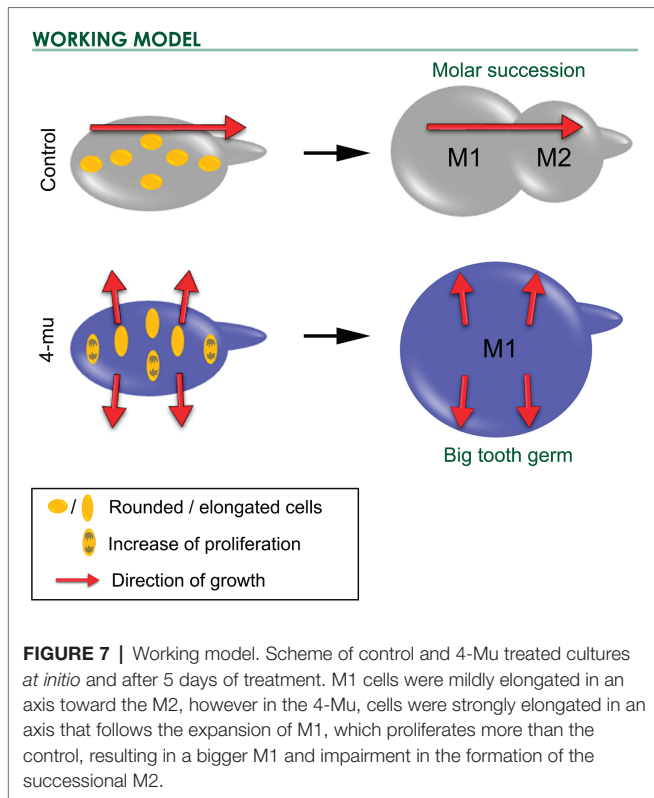 WORKING MODEL
Molar succession
Control
M1
M2
4-mu
M1
Big tooth germ
/
Rounded / elongated cells
Increase of proliferation
Direction of growth
FIGURE 7 | Working model. Scheme of control and 4-Mu treated cultures
at initio and after 5 days of treatment. M1 cells were mildly elongated in an
axis toward the M2, however in the 4-Mu, cells were strongly elongated in an
axis that follows the expansion of M1, which proliferates more than the
control, resulting in a bigger M1 and impairment in the formation of the
successional M2.